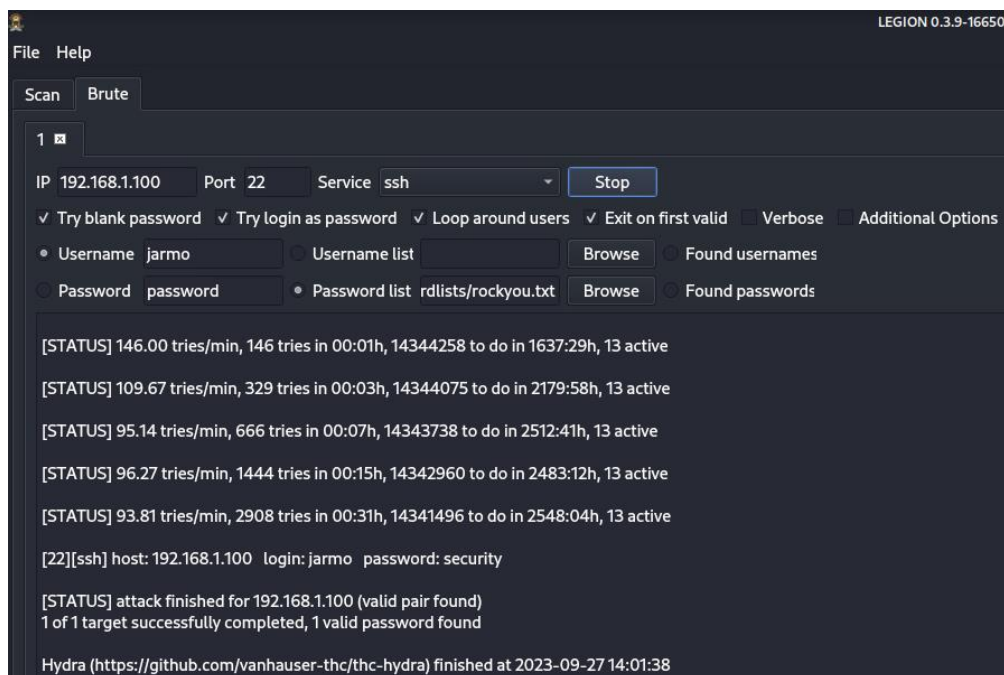 LEGION 0.3.9-16650
File Help
Scan Brute
1
IP 192.168.1.100 Port 22 Service ssh Stop
Try blank password Try login as password Loop around users Exit on first valid Verbose Additional Options
Username jarmo Username list Browse Found usernames
Password password Password list rdlists/rockyou.txt Browse Found passwords
[STATUS] 146.00 tries/min, 146 tries in 00:01h, 14344258 to do in 1637:29h, 13 active
[STATUS] 109.67 tries/min, 329 tries in 00:03h, 14344075 to do in 2179:58h, 13 active
[STATUS] 95.14 tries/min, 666 tries in 00:07h, 14343738 to do in 2512:41h, 13 active
[STATUS] 96.27 tries/min, 1444 tries in 00:15h, 14342960 to do in 2483:12h, 13 active
[STATUS] 93.81 tries/min, 2908 tries in 00:31h, 14341496 to do in 2548:04h, 13 active
[22][ssh] host: 192.168.1.100 login: jarmo password: security
[STATUS] attack finished for 192.168.1.100 (valid pair found)
1 of 1 target successfully completed, 1 valid password found
Hydra (https://github.com/vanhauser-thc/thc-hydra) finished at 2023-09-27 14:01:38